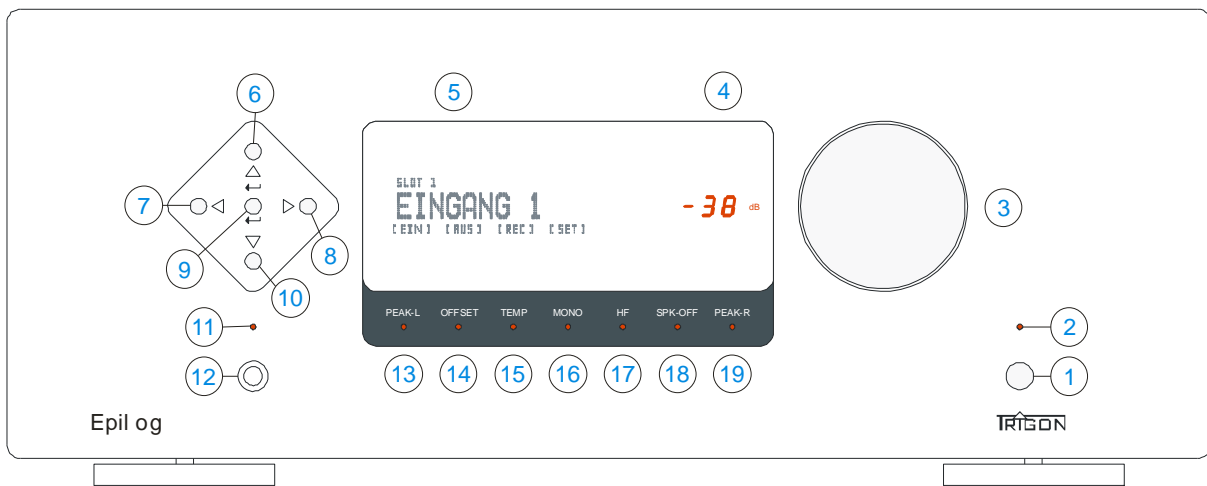 6
5
4
SLOT 1
EINGANG 1
-38 dB
[EIN] [AUS] [REC] [SET]
7
3
9
8
10
PEAK-L OFFSET TEMP MONO HF SPK-OFF PEAK-R
11
2
12
13 14 15 16 17 18 19
1
Epil og
TRIGON